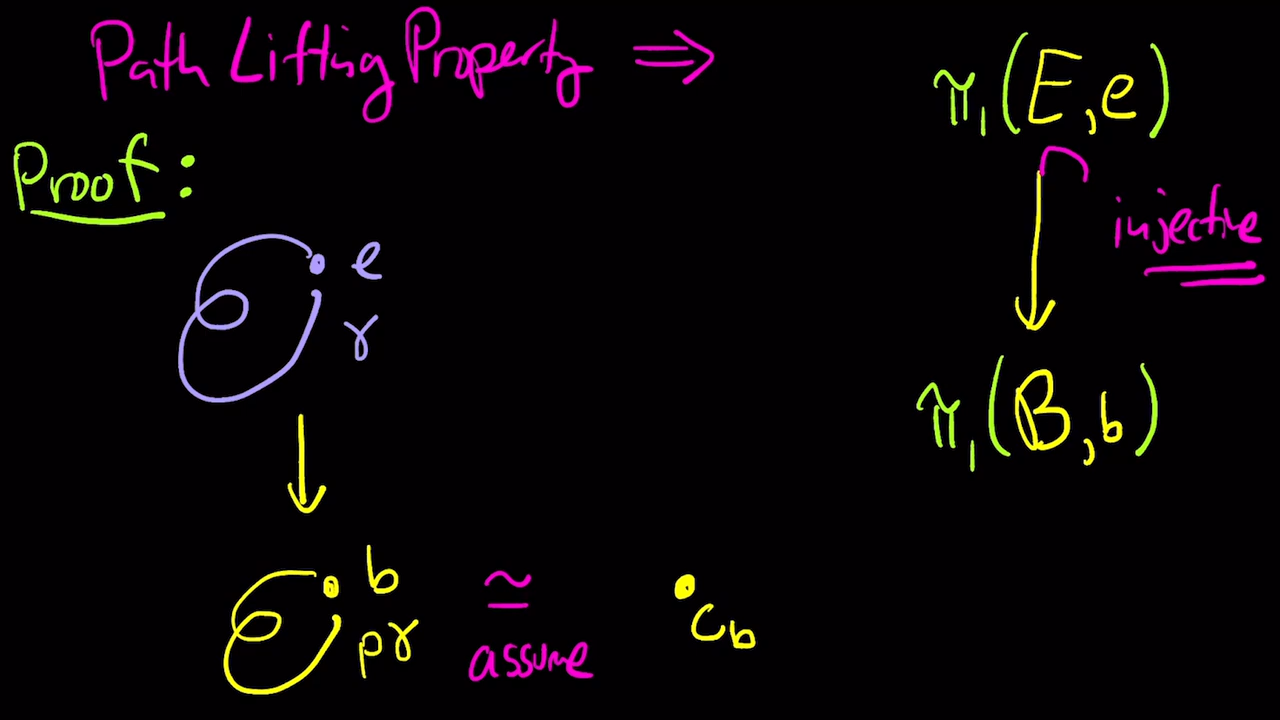 Path Lifting Property ⇒
π₁(E,e)
Proof:
injective
e
γ
π₁(B,b)
b ≃ c_b
pγ assume